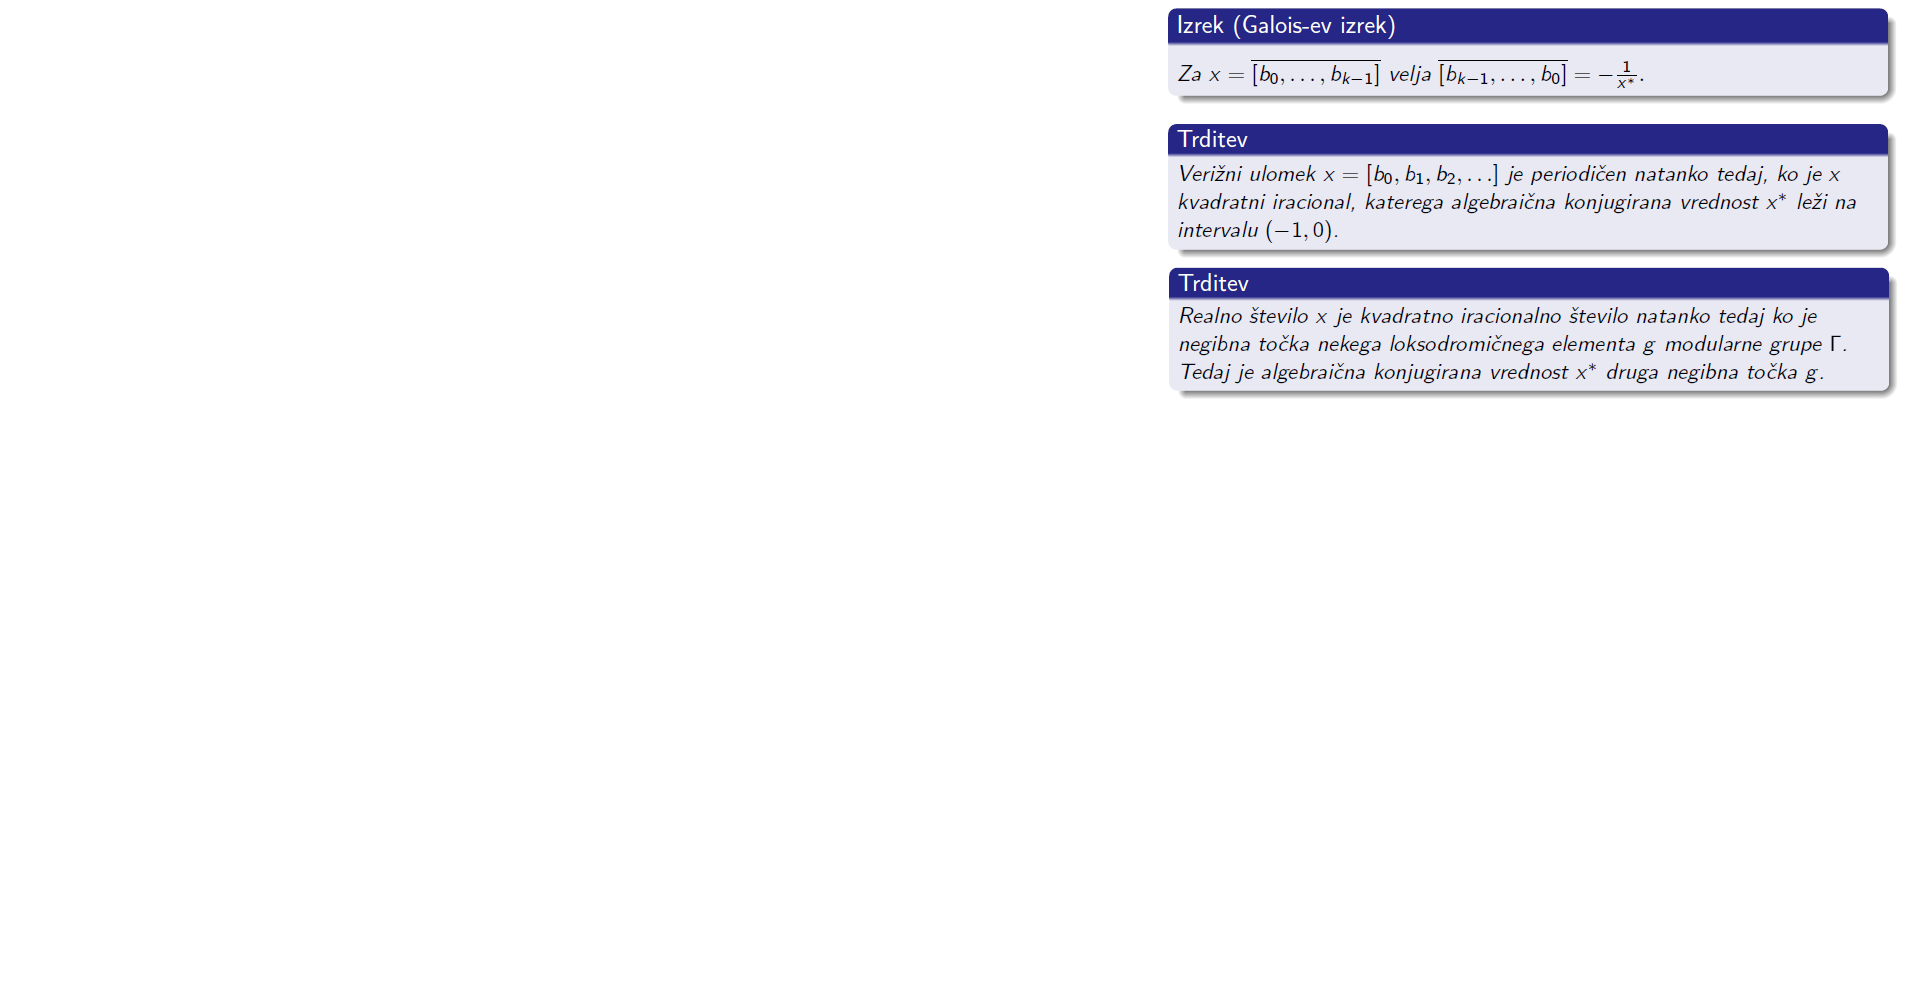 Izrek (Galois-ev izrek)
Za $x = \overline{[b_0, \ldots, b_{k-1}]}$ velja $\overline{[b_{k-1}, \ldots, b_0]} = -\frac{1}{x^*}$.
Trditev
Verižni ulomek $x = [b_0, b_1, b_2, \ldots]$ je periodičen natanko tedaj, ko je $x$
kvadratni iracional, katerega algebraična konjugirana vrednost $x^*$ leži na
intervalu $(-1, 0)$.
Trditev
Realno število $x$ je kvadratno iracionalno število natanko tedaj ko je
negibna točka nekega loksodromičnega elementa $g$ modularne grupe $\Gamma$.
Tedaj je algebraična konjugirana vrednost $x^*$ druga negibna točka $g$.